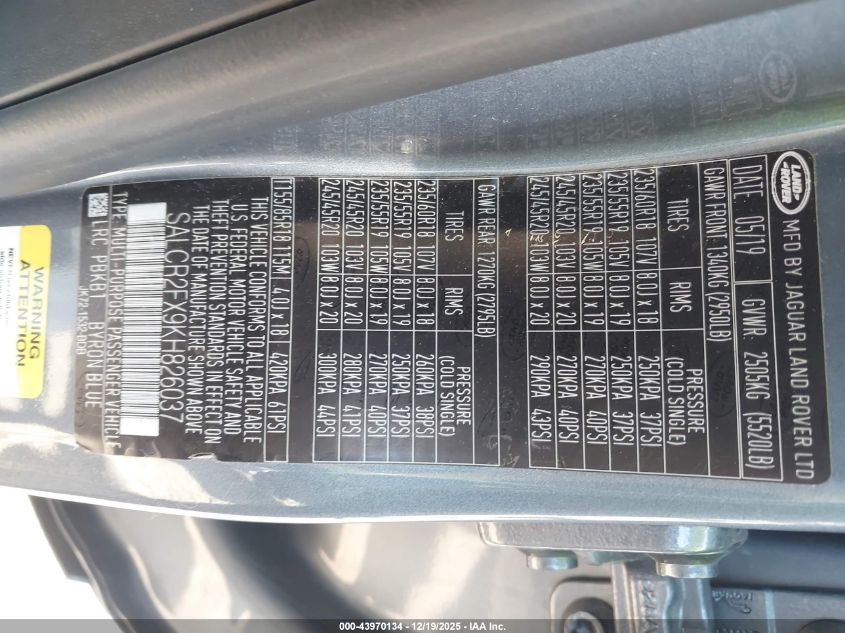 LAND
ROVER
MFD BY JAGUAR LAND ROVER LTD
DATE 05/19 GVWR: 2505KG (5520LB)
GAWR FRONT: 1340KG (2950LB)
TIRES RIMS PRESSURE
(COLD SINGLE)
235/60R18 107V 8.0J x 18 250KPA 37PSI
235/55R19 105V 8.0J x 19 250KPA 37PSI
235/55R19 105W 8.0J x 19 270KPA 40PSI
245/45R20 103V 8.0J x 20 270KPA 40PSI
245/45R20 103W 8.0J x 20 290KPA 43PSI
GAWR REAR: 1270KG (2795LB)
TIRES RIMS PRESSURE
(COLD SINGLE)
235/60R18 107V 8.0J x 18 260KPA 38PSI
235/55R19 105V 8.0J x 19 250KPA 37PSI
235/55R19 105W 8.0J x 19 270KPA 40PSI
245/45R20 103V 8.0J x 20 280KPA 41PSI
245/45R20 103W 8.0J x 20 300KPA 44PSI
T155/85R18 115M 4.0J x 18 420KPA 61PSI
THIS VEHICLE CONFORMS TO ALL APPLICABLE
U.S. FEDERAL MOTOR VEHICLE SAFETY AND
THEFT PREVENTION STANDARDS IN EFFECT ON
THE DATE OF MANUFACTURE SHOWN ABOVE
SALCR2FX9KH826037
TYPE: MULTI-PURPOSE PASSENGER VEHICLE
LRC PBKBT BYRON BLUE
WARNING
ATTENTION
000-43970134 - 12/19/2025 - IAA Inc.